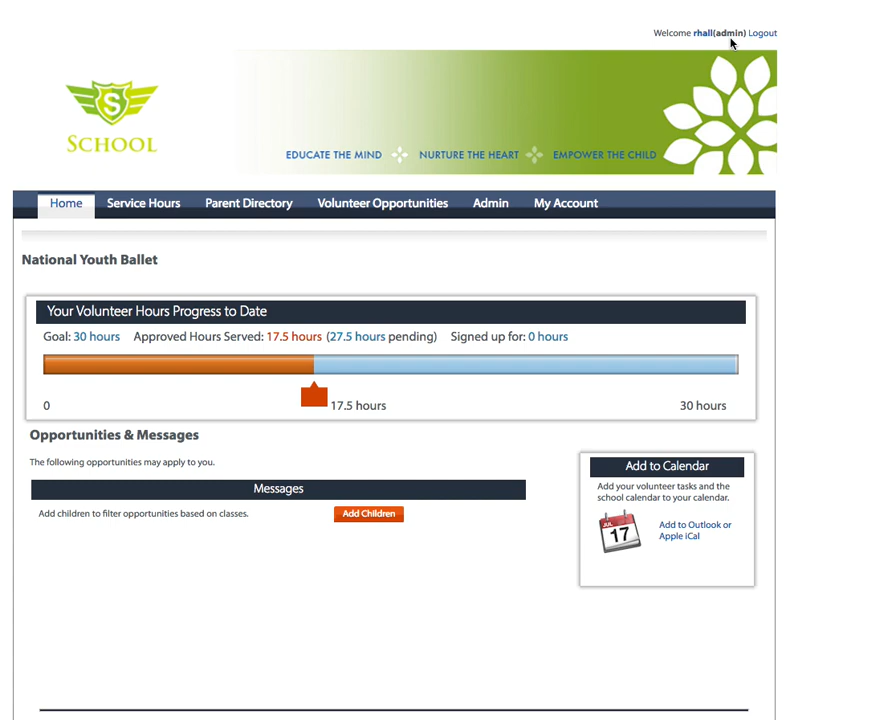 Welcome rhall(admin) Logout
S
SCHOOL
EDUCATE THE MIND NURTURE THE HEART EMPOWER THE CHILD
Home Service Hours Parent Directory Volunteer Opportunities Admin My Account
National Youth Ballet
Your Volunteer Hours Progress to Date
Goal: 30 hours Approved Hours Served: 17.5 hours (27.5 hours pending) Signed up for: 0 hours
0 17.5 hours 30 hours
Opportunities & Messages
The following opportunities may apply to you.
Messages
Add children to filter opportunities based on classes. Add Children
Add to Calendar
Add your volunteer tasks and the
school calendar to your calendar.
JUL
17
Add to Outlook or
Apple iCal